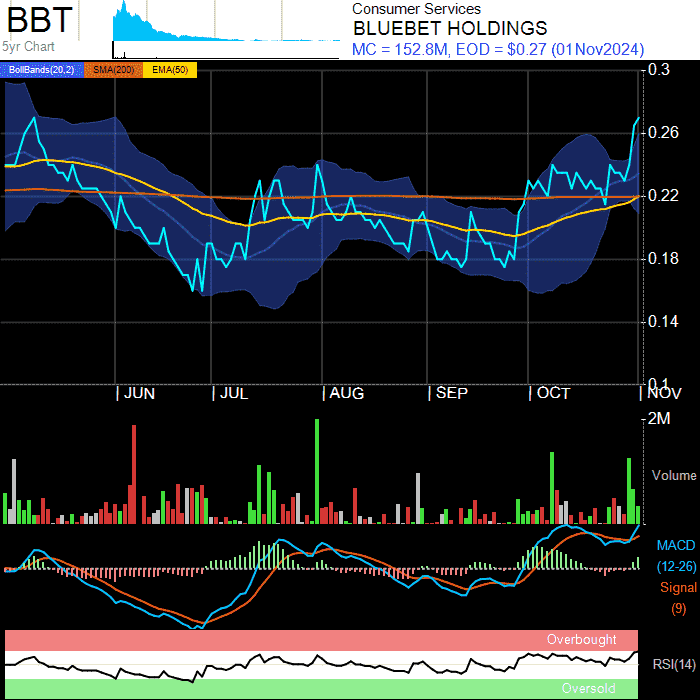 BBT
5yr Chart
Consumer Services
BLUEBET HOLDINGS
MC = 152.8M, EOD = $0.27 (01Nov2024)
BollBands(20,2) SMA(200) EMA(50)
0.3
0.26
0.22
0.18
0.14
0.1
JUN JUL AUG SEP OCT NOV
2M
Volume
MACD
(12-26)
Signal
(9)
Overbought
RSI(14)
Oversold